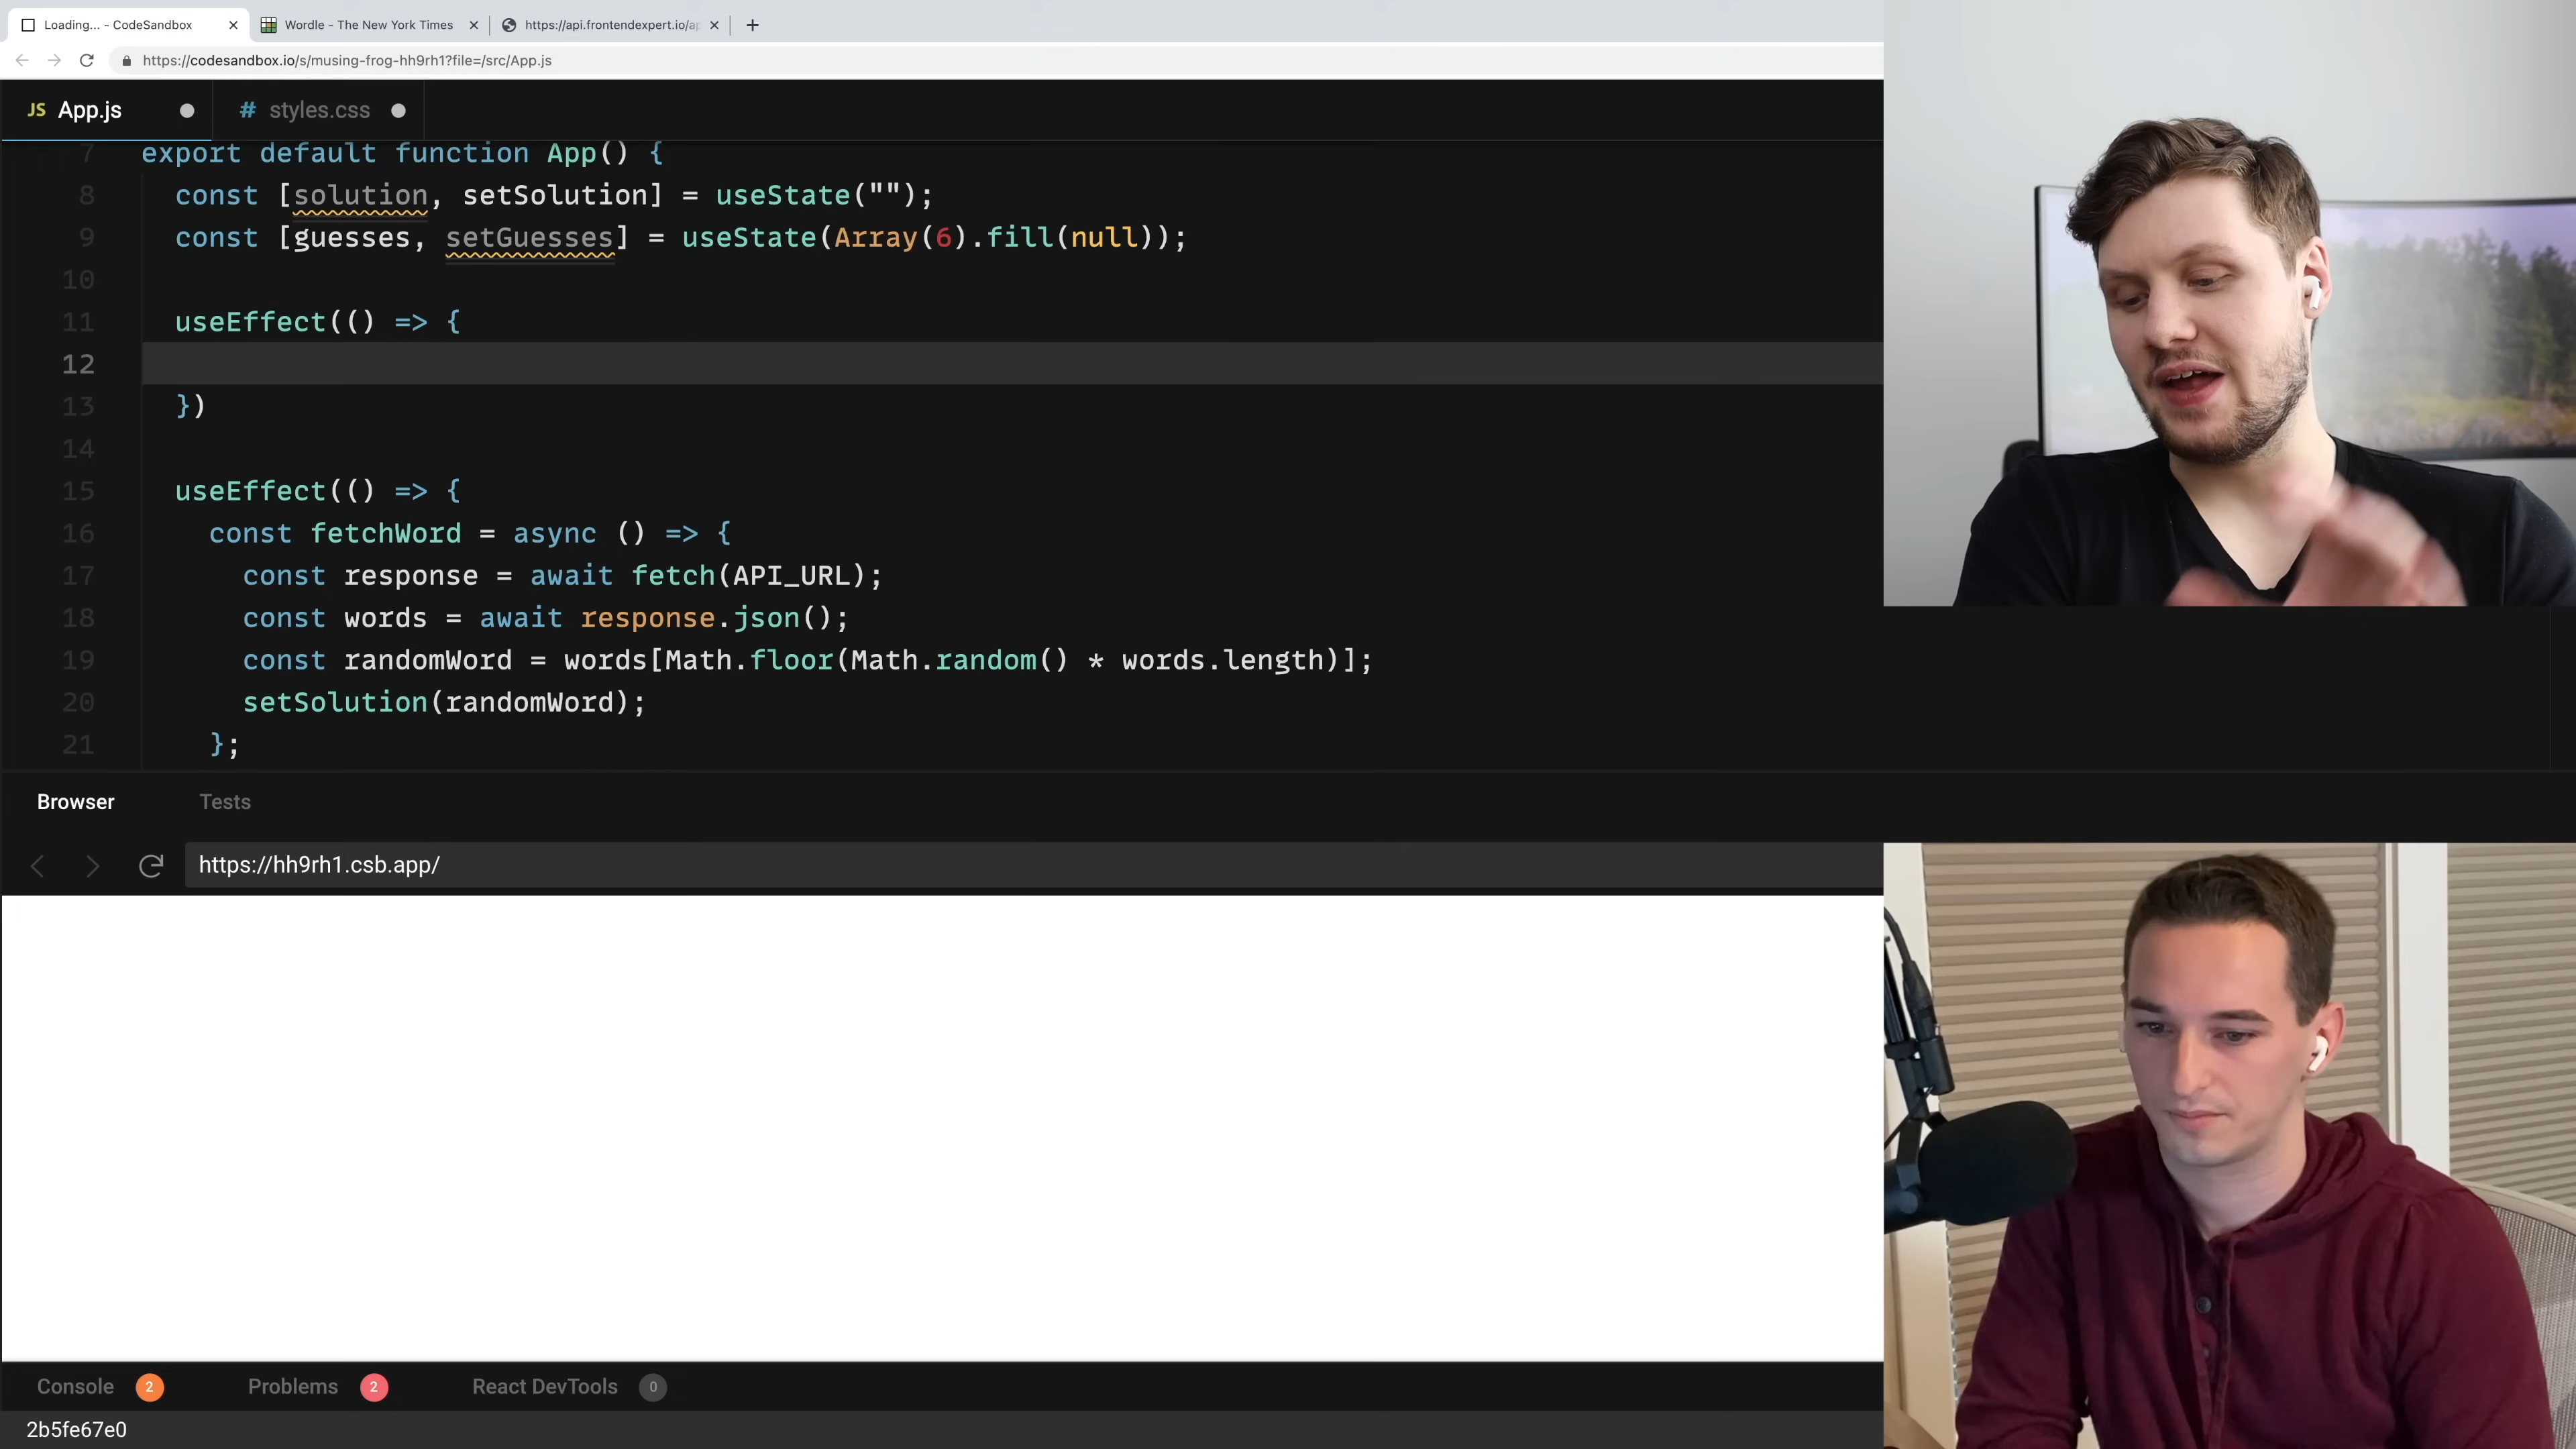 Loading... - CodeSandbox
Wordle - The New York Times
https://api.frontendexpert.io/ap
https://codesandbox.io/s/musing-frog-hh9rh1?file=/src/App.js
JS App.js
# styles.css
7 export default function App() {
8 const [solution, setSolution] = useState("");
9 const [guesses, setGuesses] = useState(Array(6).fill(null));
10
11 useEffect(() => {
12
13 })
14
15 useEffect(() => {
16 const fetchWord = async () => {
17 const response = await fetch(API_URL);
18 const words = await response.json();
19 const randomWord = words[Math.floor(Math.random() * words.length)];
20 setSolution(randomWord);
21 };
Browser Tests
https://hh9rh1.csb.app/
Console 2 Problems 2 React DevTools 0
2b5fe67e0